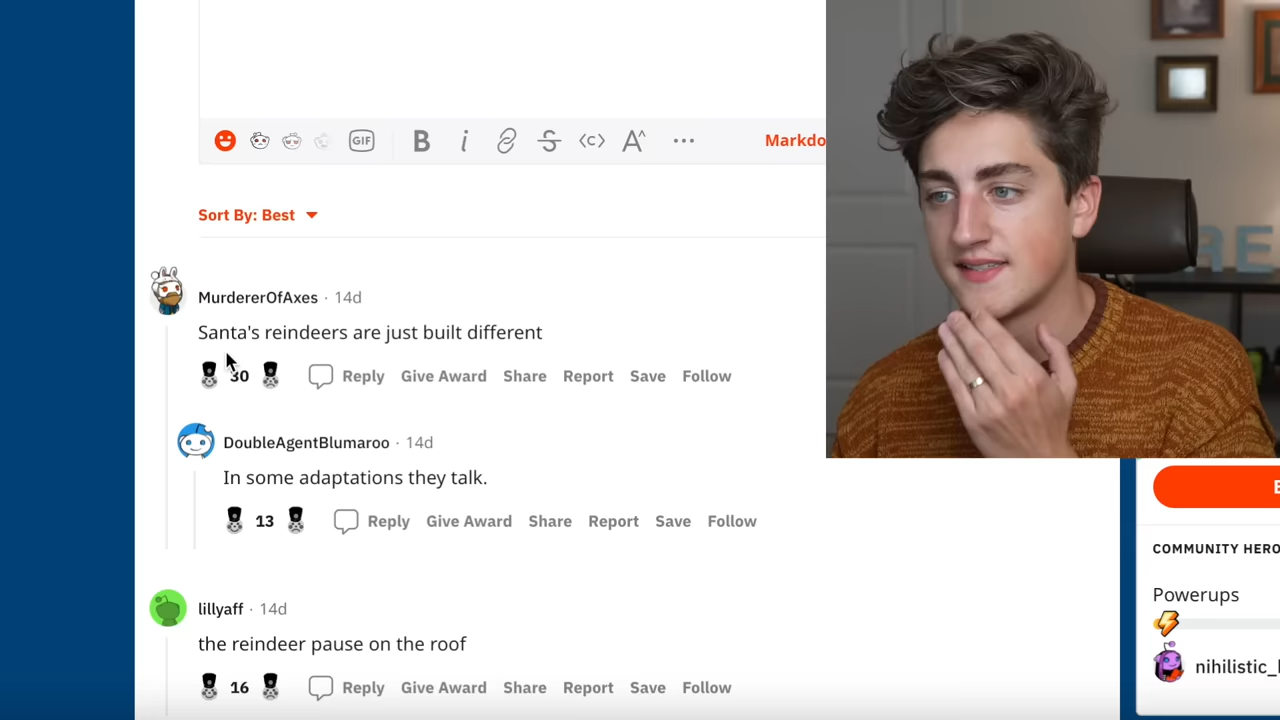 GIF B i <c> A^ ... Markdo
Sort By: Best
MurdererOfAxes · 14d
Santa's reindeers are just built different
30 Reply Give Award Share Report Save Follow
DoubleAgentBlumaroo · 14d
In some adaptations they talk.
13 Reply Give Award Share Report Save Follow
COMMUNITY HERO
Powerups
lillyaff · 14d
the reindeer pause on the roof
nihilistic_
16 Reply Give Award Share Report Save Follow